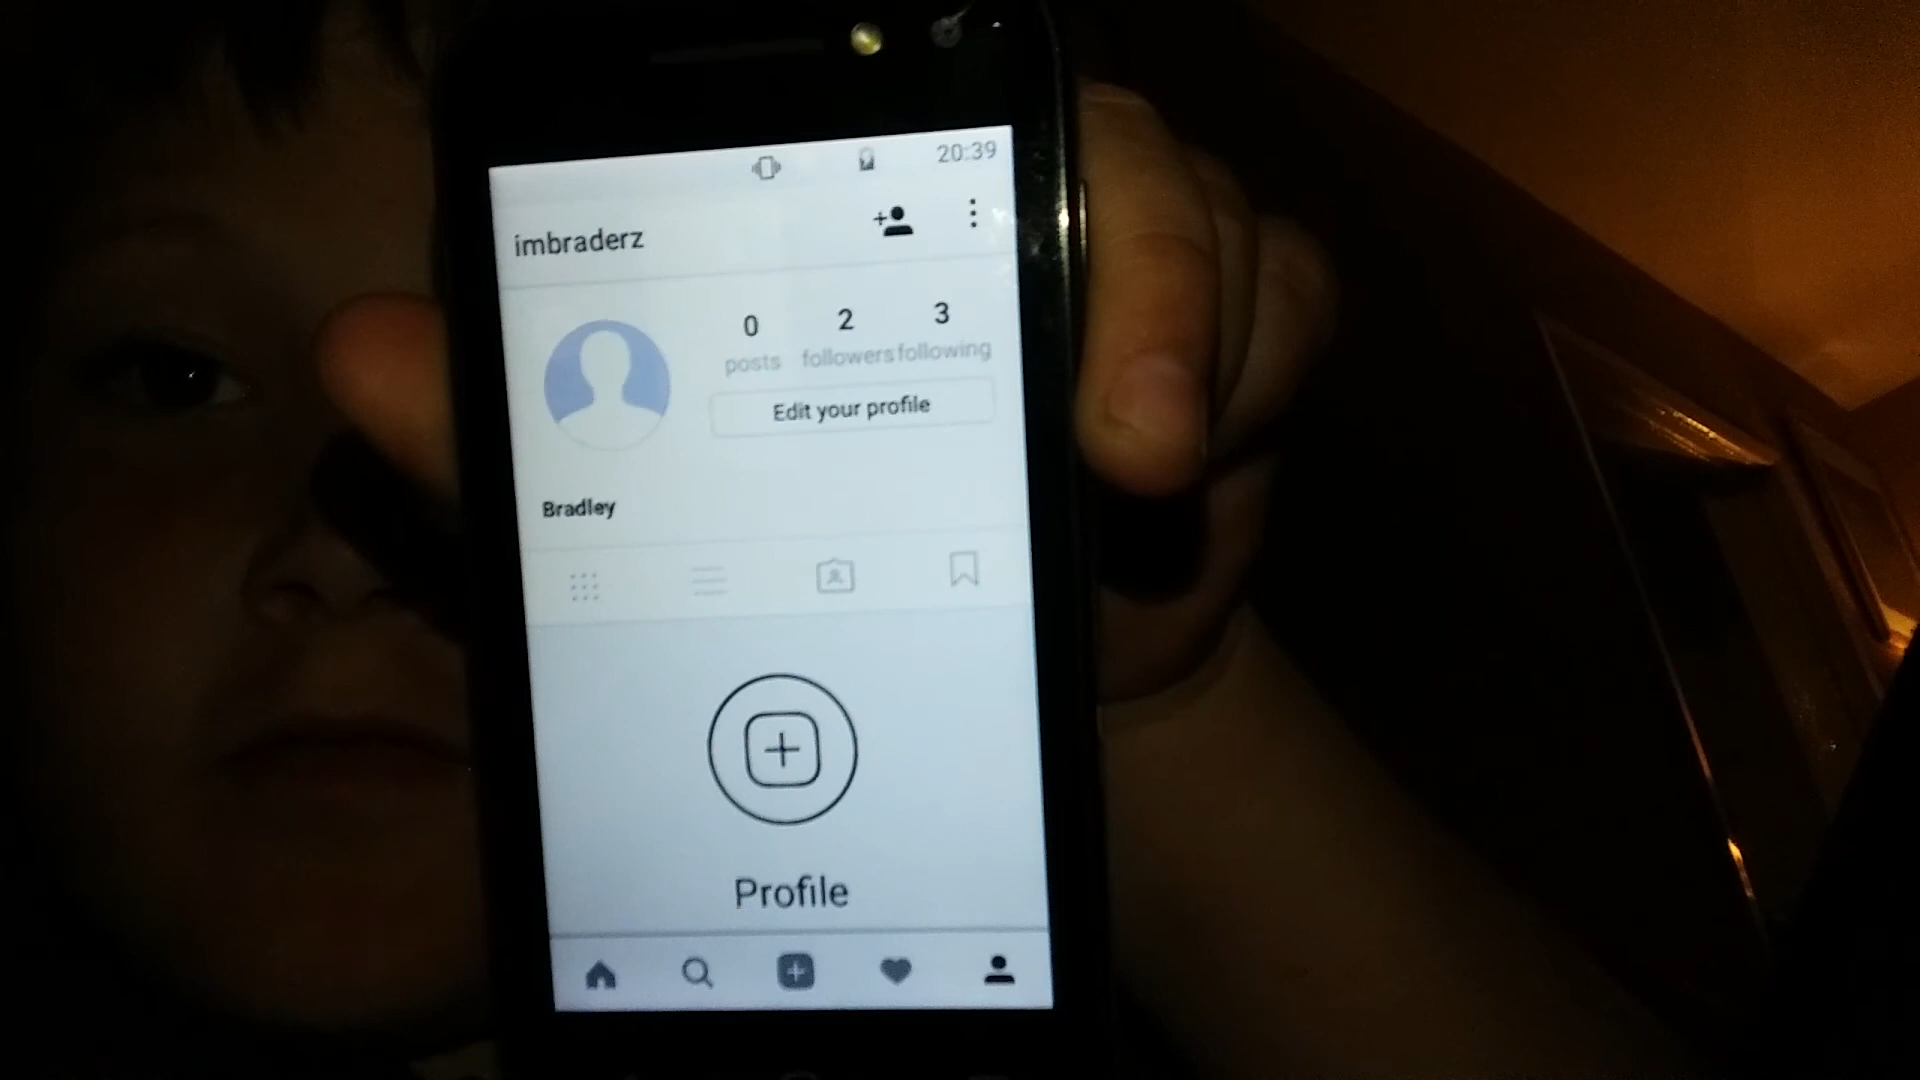 20:39
imbraderz
0 2 3
posts followers following
Edit your profile
Bradley
Profile